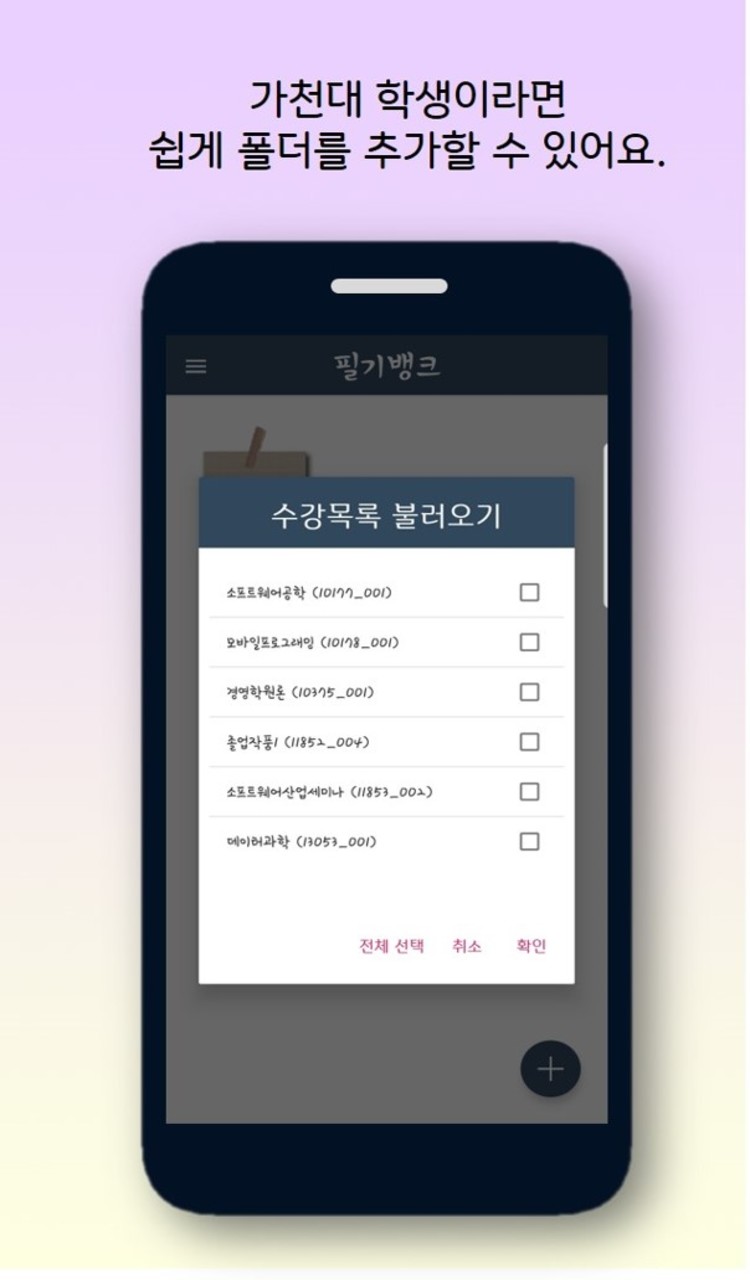 가천대 학생이라면
쉽게 폴더를 추가할 수 있어요.
필기뱅크
수강목록 불러오기
소프트웨어공학 (10177_001)
모바일프로그래밍 (10178_001)
경영학원론 (10375_001)
졸업작품1 (11852_004)
소프트웨어산업세미나 (11853_002)
데이터과학 (13053_001)
전체 선택 취소 확인